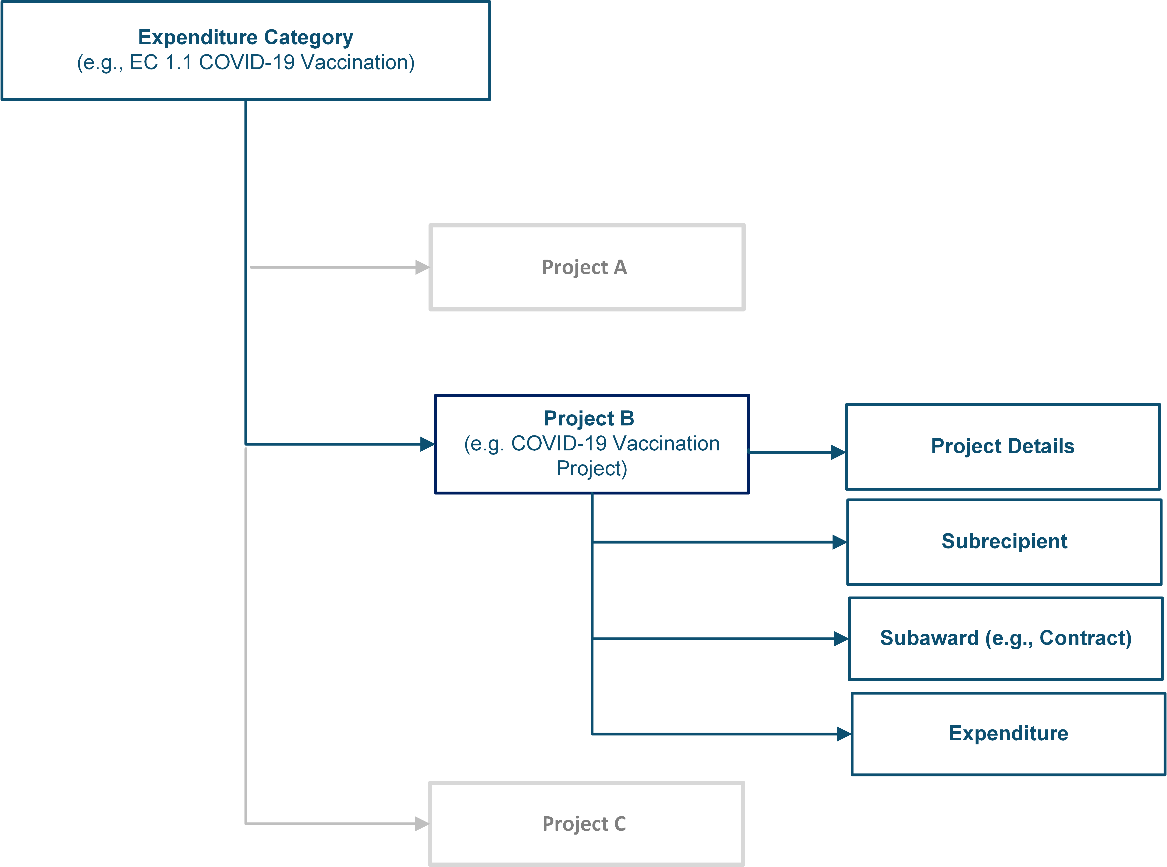 Expenditure Category
(e.g., EC 1.1 COVID-19 Vaccination)
Project A
Project B
(e.g. COVID-19 Vaccination
Project)
Project Details
Subrecipient
Subaward (e.g., Contract)
Expenditure
Project C